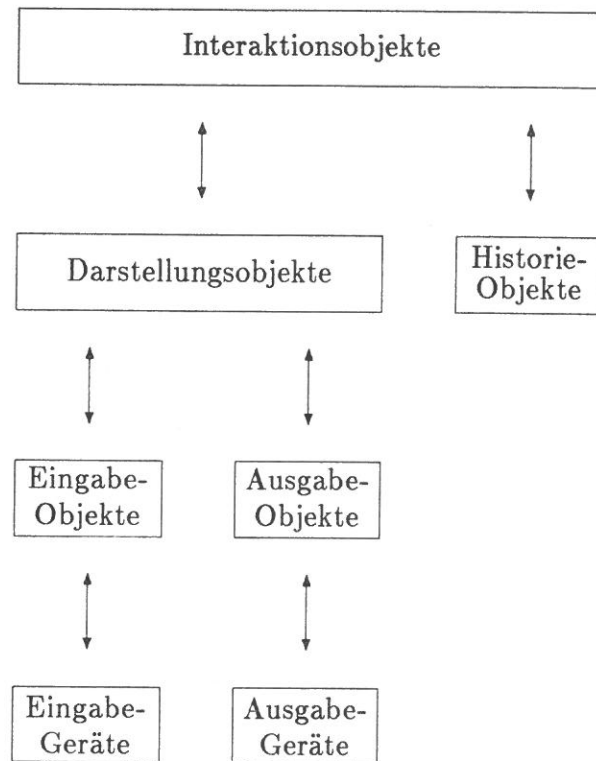 Interaktionsobjekte
Darstellungsobjekte
Historie-
Objekte
Eingabe-
Objekte
Ausgabe-
Objekte
Eingabe-
Geräte
Ausgabe-
Geräte